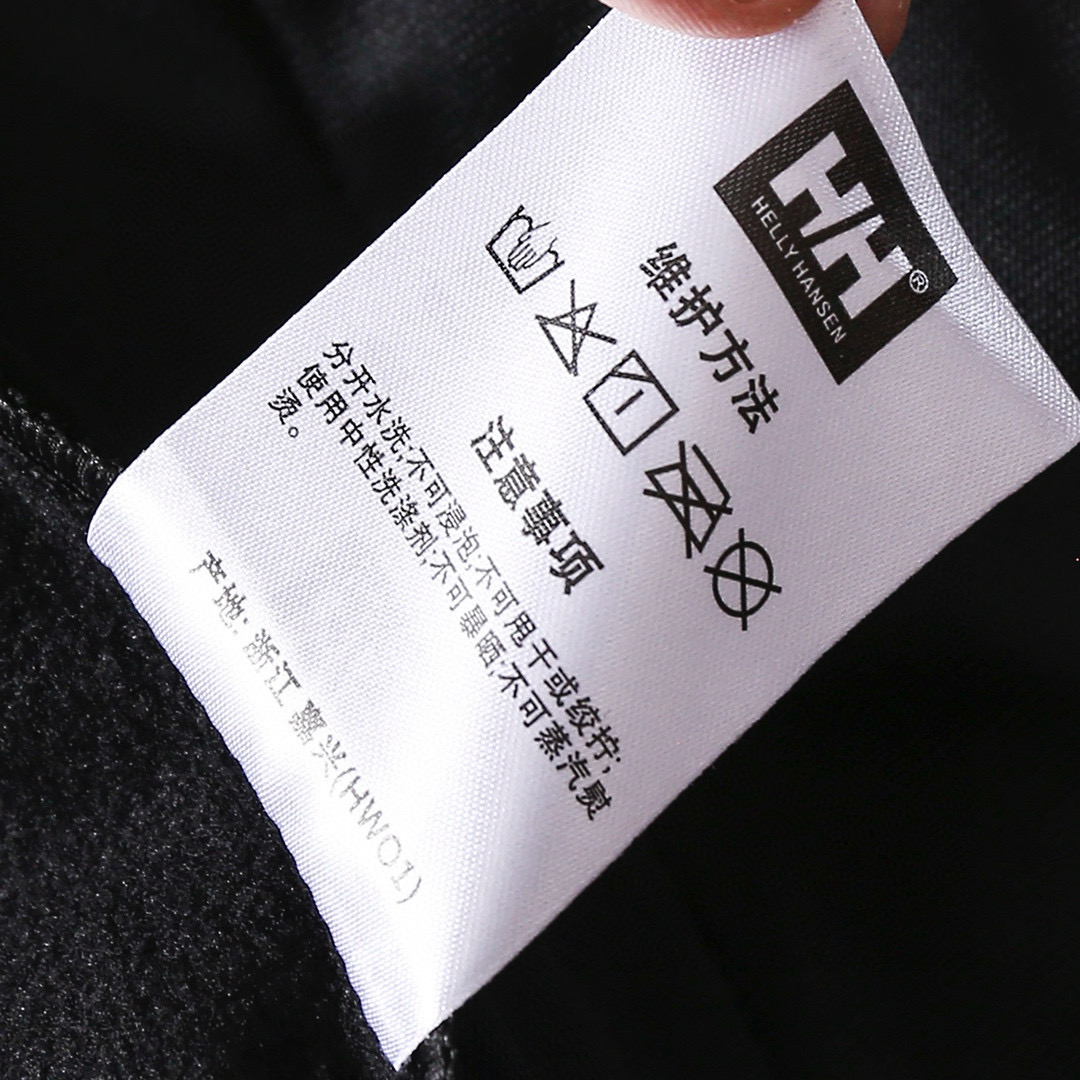 HH®
HELLY HANSEN
维护方法
注意事项
分开水洗;不可浸泡;不可甩干或绞拧;
使用中性洗涤剂;不可暴晒;不可蒸汽熨
烫。
产地: 浙江 嘉兴(HW01)